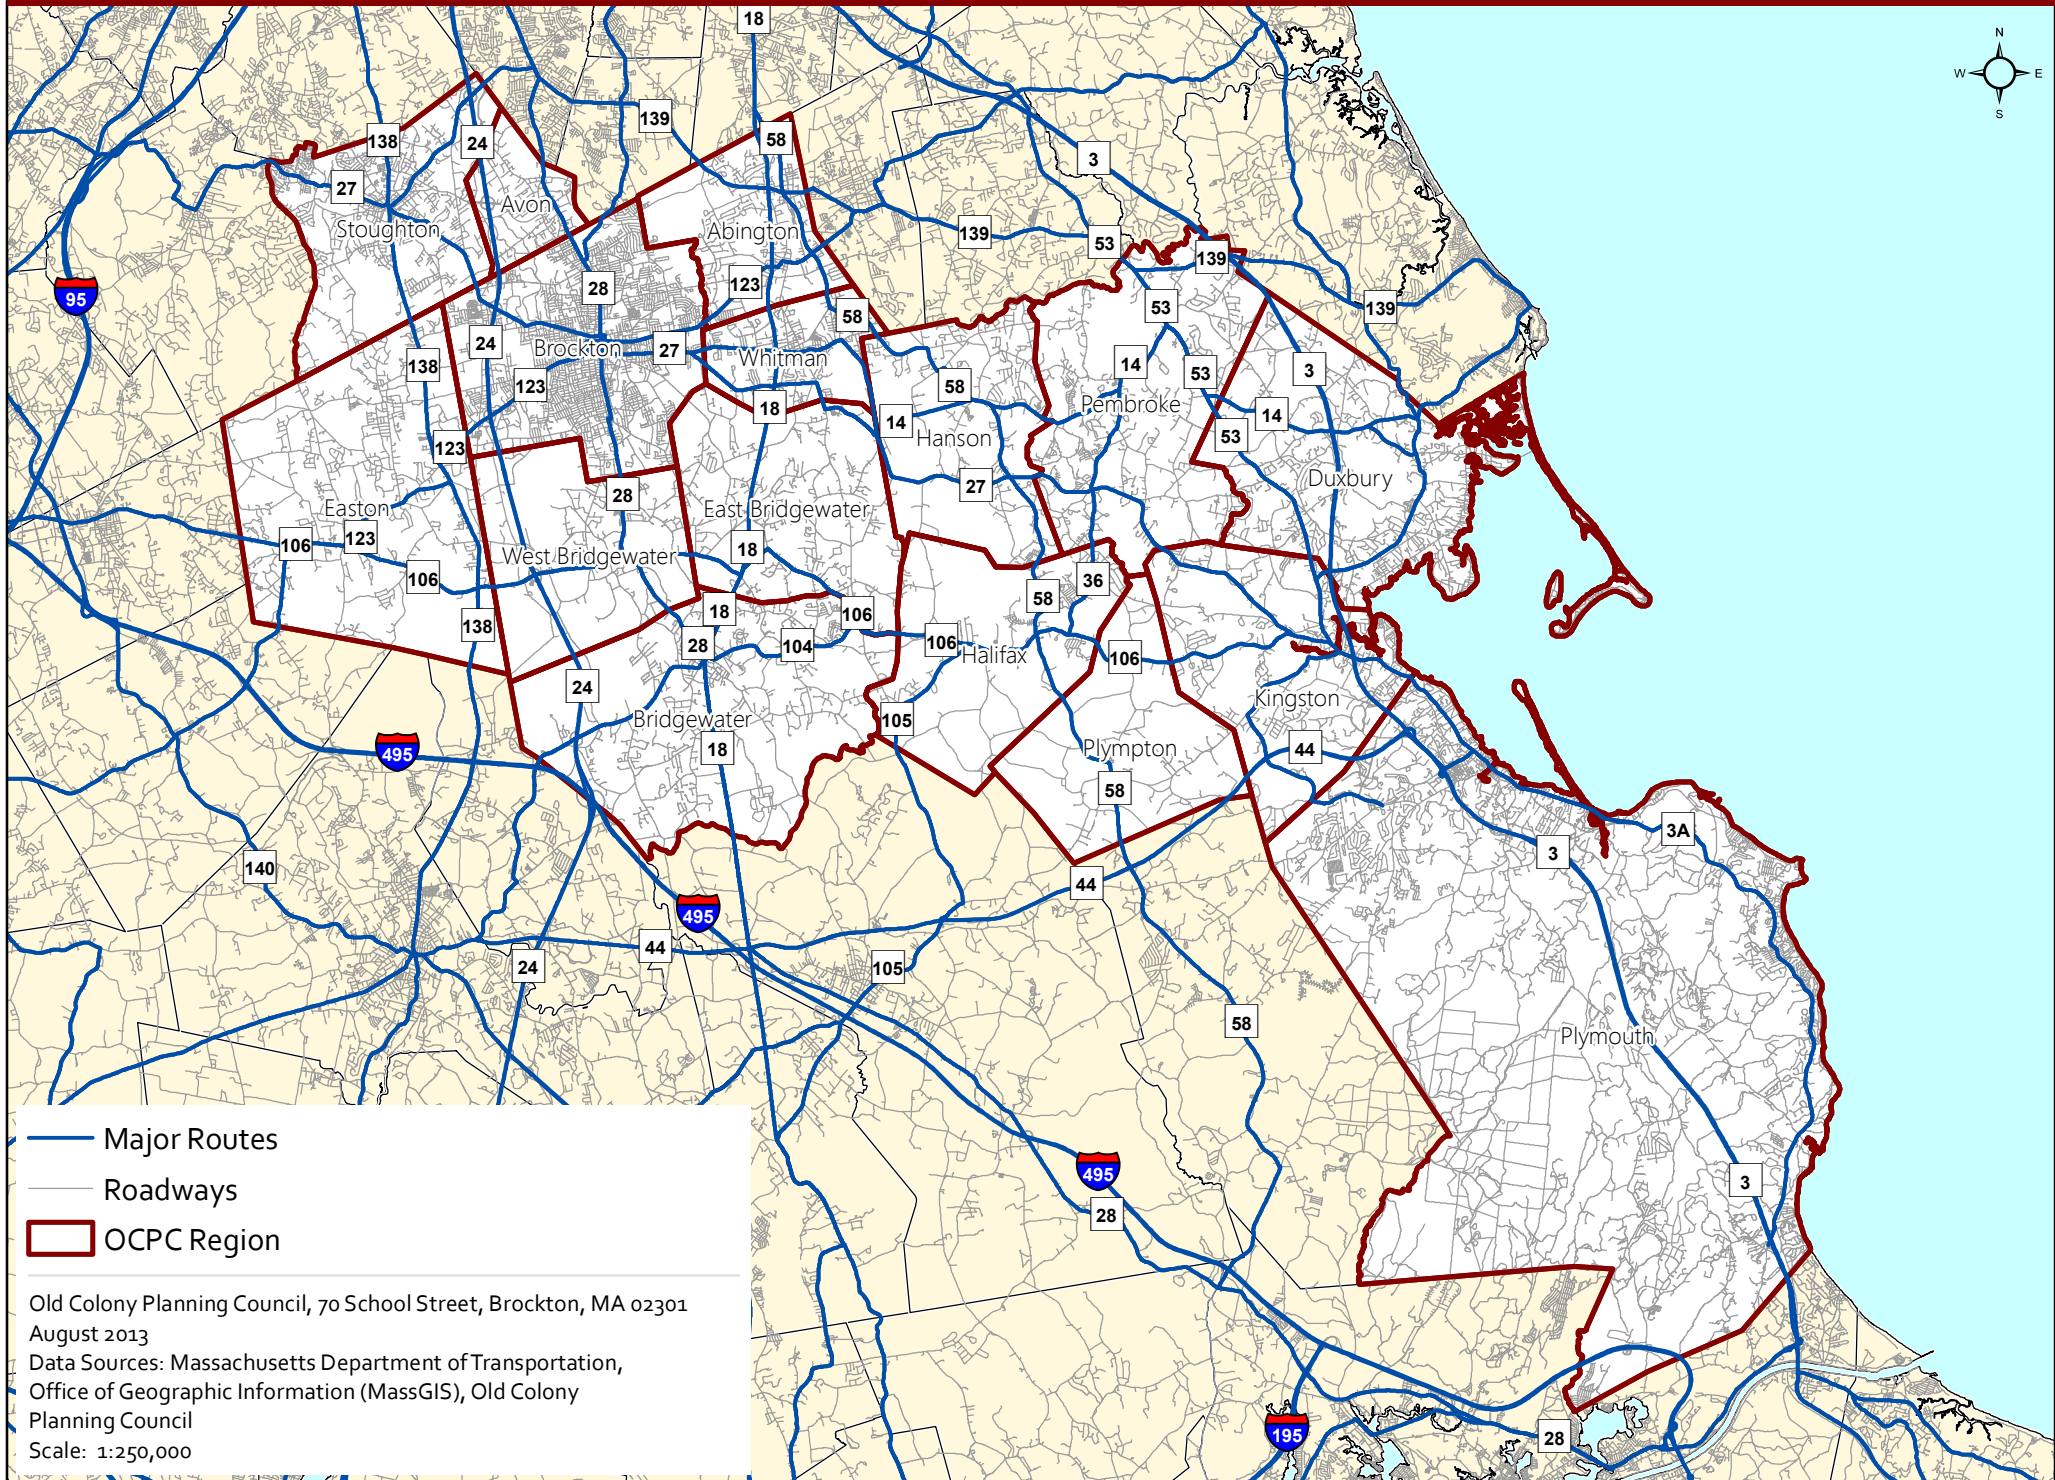 18
N
W E
S
138
24
139
58
3
27
Avon
Stoughton
Abington
139
53
139
95
28
123
53
139
58
24
Brockton
27
Whitman
138
14
53
3
123
58
18
Pembroke
14
14
Hanson
53
123
Duxbury
27
28
Easton
East Bridgewater
123
106
West Bridgewater
18
106
36
58
18
106
138
28
104
106
Halifax
106
24
Kingston
105
Bridgewater
18
44
Plympton
495
58
3A
3
140
44
495
44
24
105
58
Plymouth
Major Routes
495
3
Roadways
28
OCPC Region
Old Colony Planning Council, 70 School Street, Brockton, MA 02301
August 2013
Data Sources: Massachusetts Department of Transportation,
Office of Geographic Information (MassGIS), Old Colony
Planning Council
Scale: 1:250,000
195
28